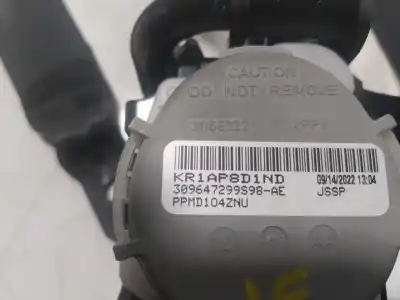 CAUTION
DO NOT REMOVE
KR1AP8D1ND
309647299S98-AE
09/14/2022 13:04
JSSP
PPMD104ZNU